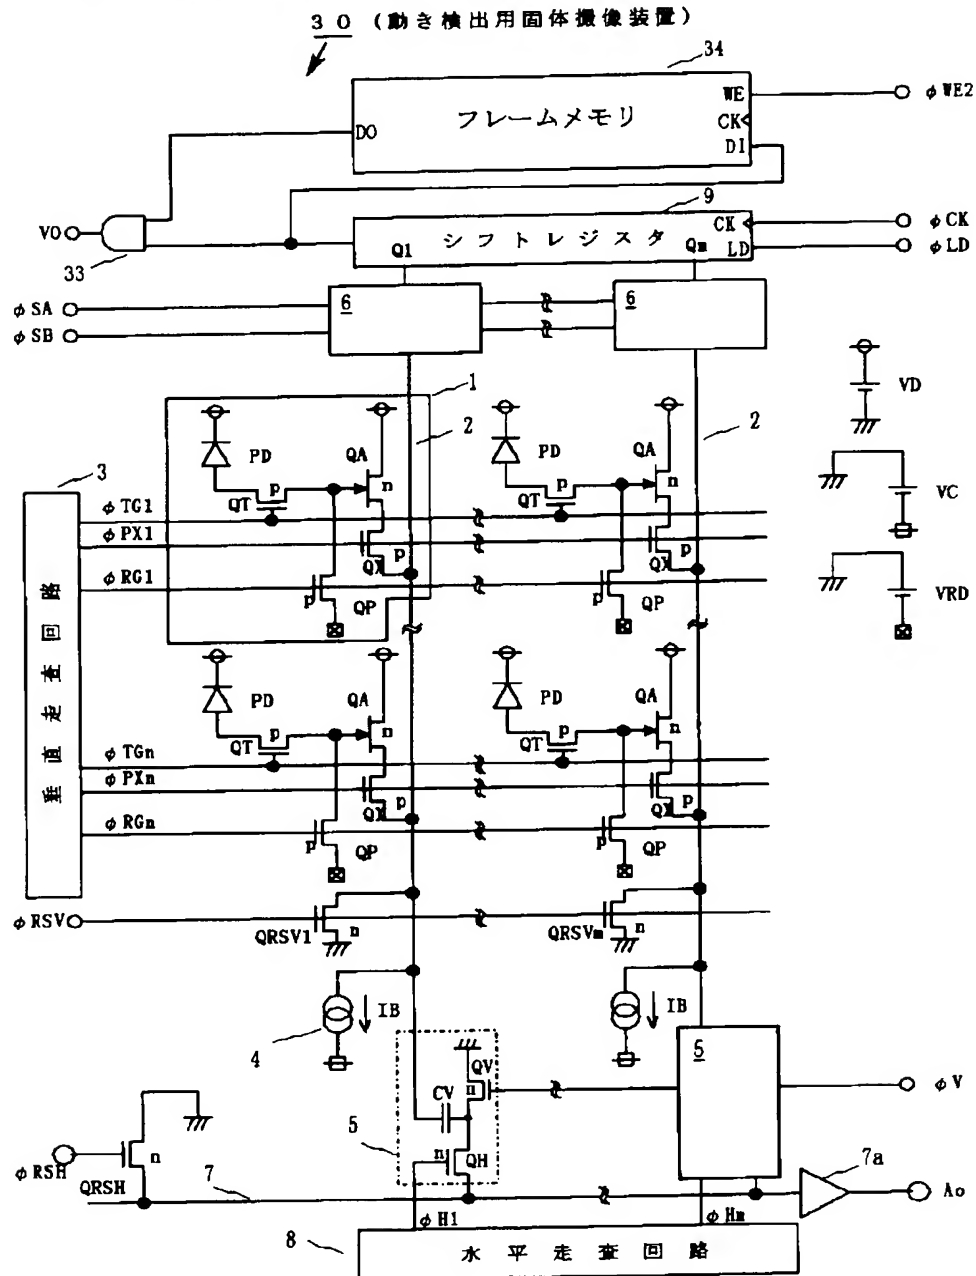 30 (動き検出用固体撮像装置)
34
WE
φWE2
フレームメモリ
CK
DO
DI
9
VO
CK
φCK
シフトレジスタ
Q1
Qm
LD
φLD
33
φSA
6
6
φSB
1
2
2
VD
PD
QA
PD
QA
3
p
n
p
n
QT
QT
VC
φTG1
φPX1
p
p
QX
QX
φRG1
p
QP
p
QP
VRD
垂直走査回路
PD
QA
PD
QA
p
n
p
n
QT
QT
φTGn
φPXn
p
p
QX
QX
φRGn
p
QP
p
QP
φRSV
QRSV1
n
QRSVm
n
IB
IB
4
5
QV
n
CV
φV
5
n
QH
φRSH
n
QRSH
7
7a
Ao
φH1
φHm
8
水平走査回路